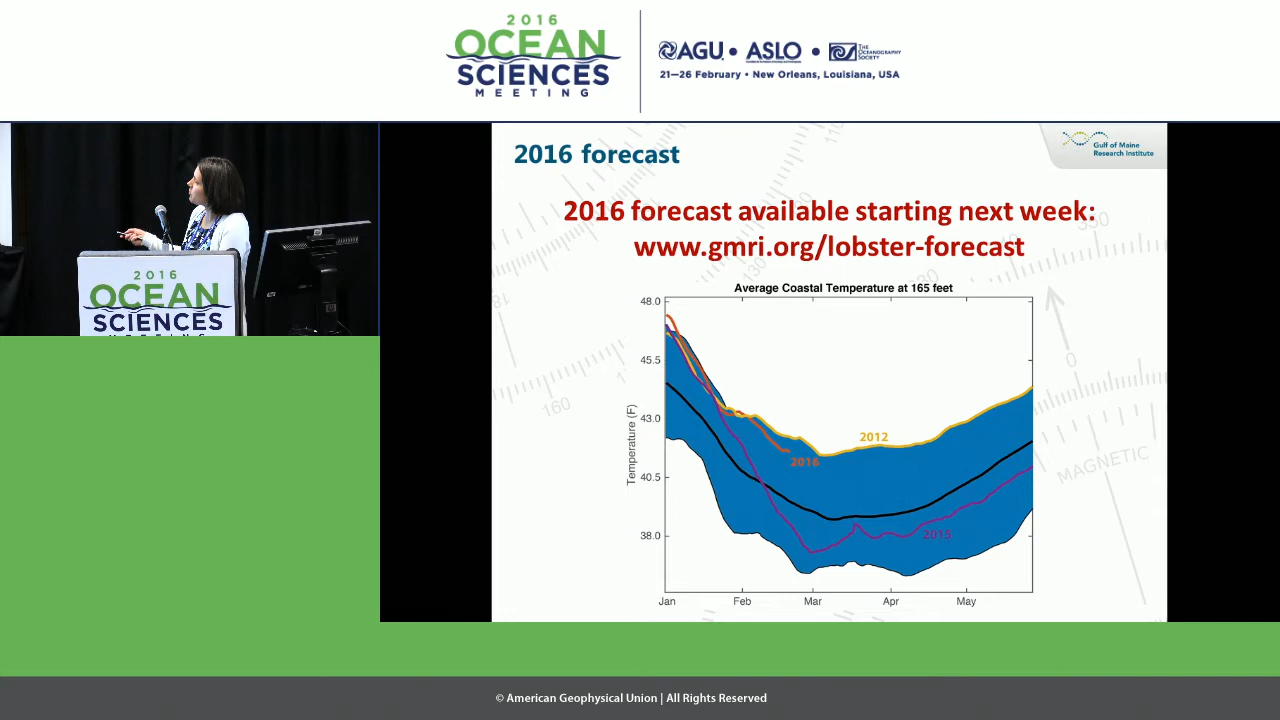 2016
OCEAN
SCIENCES
MEETING
AGU • ASLO • THE OCEANOGRAPHY SOCIETY
21–26 February • New Orleans, Louisiana, USA
2016 forecast
Gulf of Maine
Research Institute
2016 forecast available starting next week:
www.gmri.org/lobster-forecast
Average Coastal Temperature at 165 feet
48.0
45.5
43.0
40.5
38.0
Temperature (F)
2012
2016
2015
Jan Feb Mar Apr May
MAGNETIC
160
130
0
2016
OCEAN
SCIENCES
© American Geophysical Union | All Rights Reserved